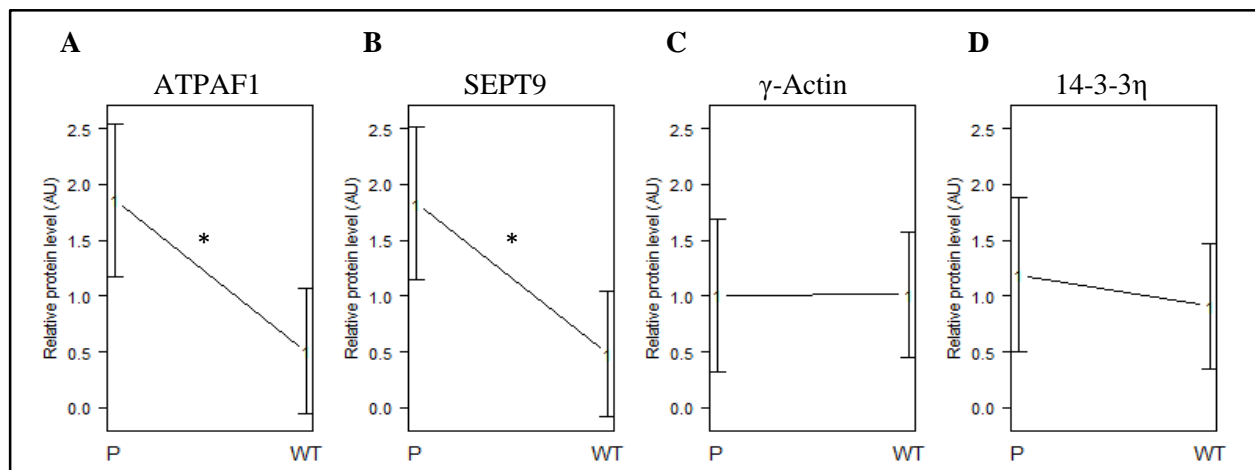 A
ATPAF1
Relative protein level (AU)
2.5
2.0
1.5
1.0
0.5
0.0
*
P WT
B
SEPT9
Relative protein level (AU)
2.5
2.0
1.5
1.0
0.5
0.0
*
P WT
C
γ-Actin
Relative protein level (AU)
2.5
2.0
1.5
1.0
0.5
0.0
P WT
D
14-3-3η
Relative protein level (AU)
2.5
2.0
1.5
1.0
0.5
0.0
P WT